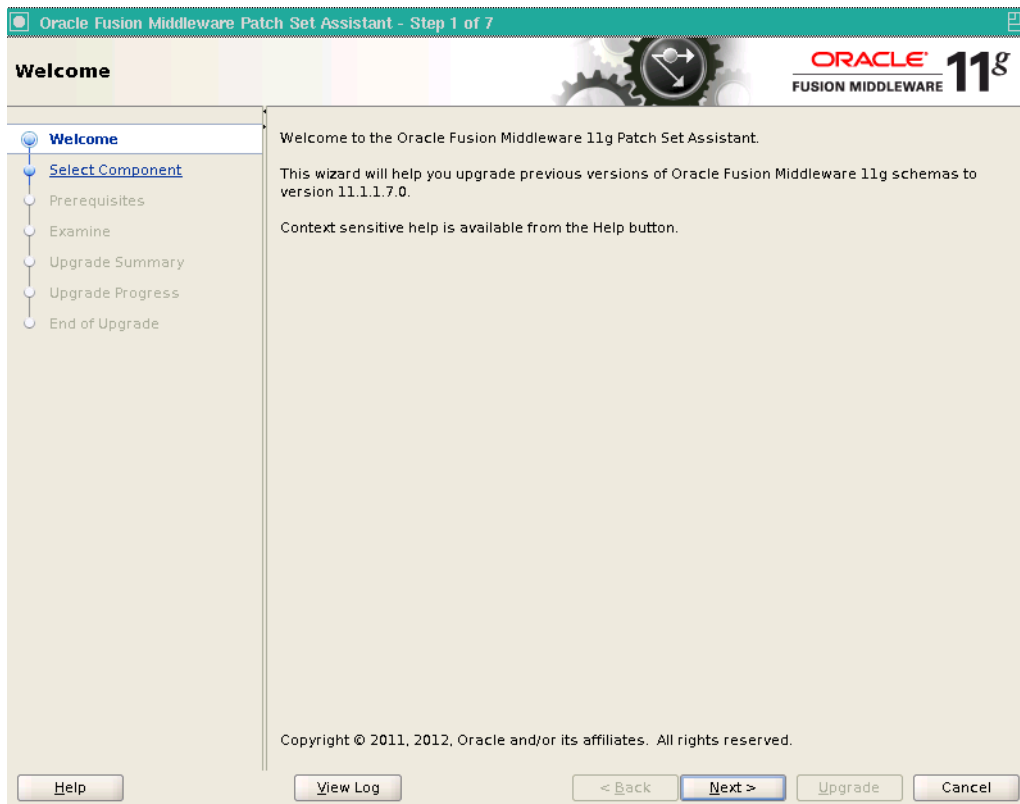 Oracle Fusion Middleware Patch Set Assistant - Step 1 of 7
Welcome
ORACLE
FUSION MIDDLEWARE
11g
Welcome
Select Component
Prerequisites
Examine
Upgrade Summary
Upgrade Progress
End of Upgrade
Welcome to the Oracle Fusion Middleware 11g Patch Set Assistant.
This wizard will help you upgrade previous versions of Oracle Fusion Middleware 11g schemas to
version 11.1.1.7.0.
Context sensitive help is available from the Help button.
Copyright © 2011, 2012, Oracle and/or its affiliates. All rights reserved.
Help
View Log
< Back
Next >
Upgrade
Cancel